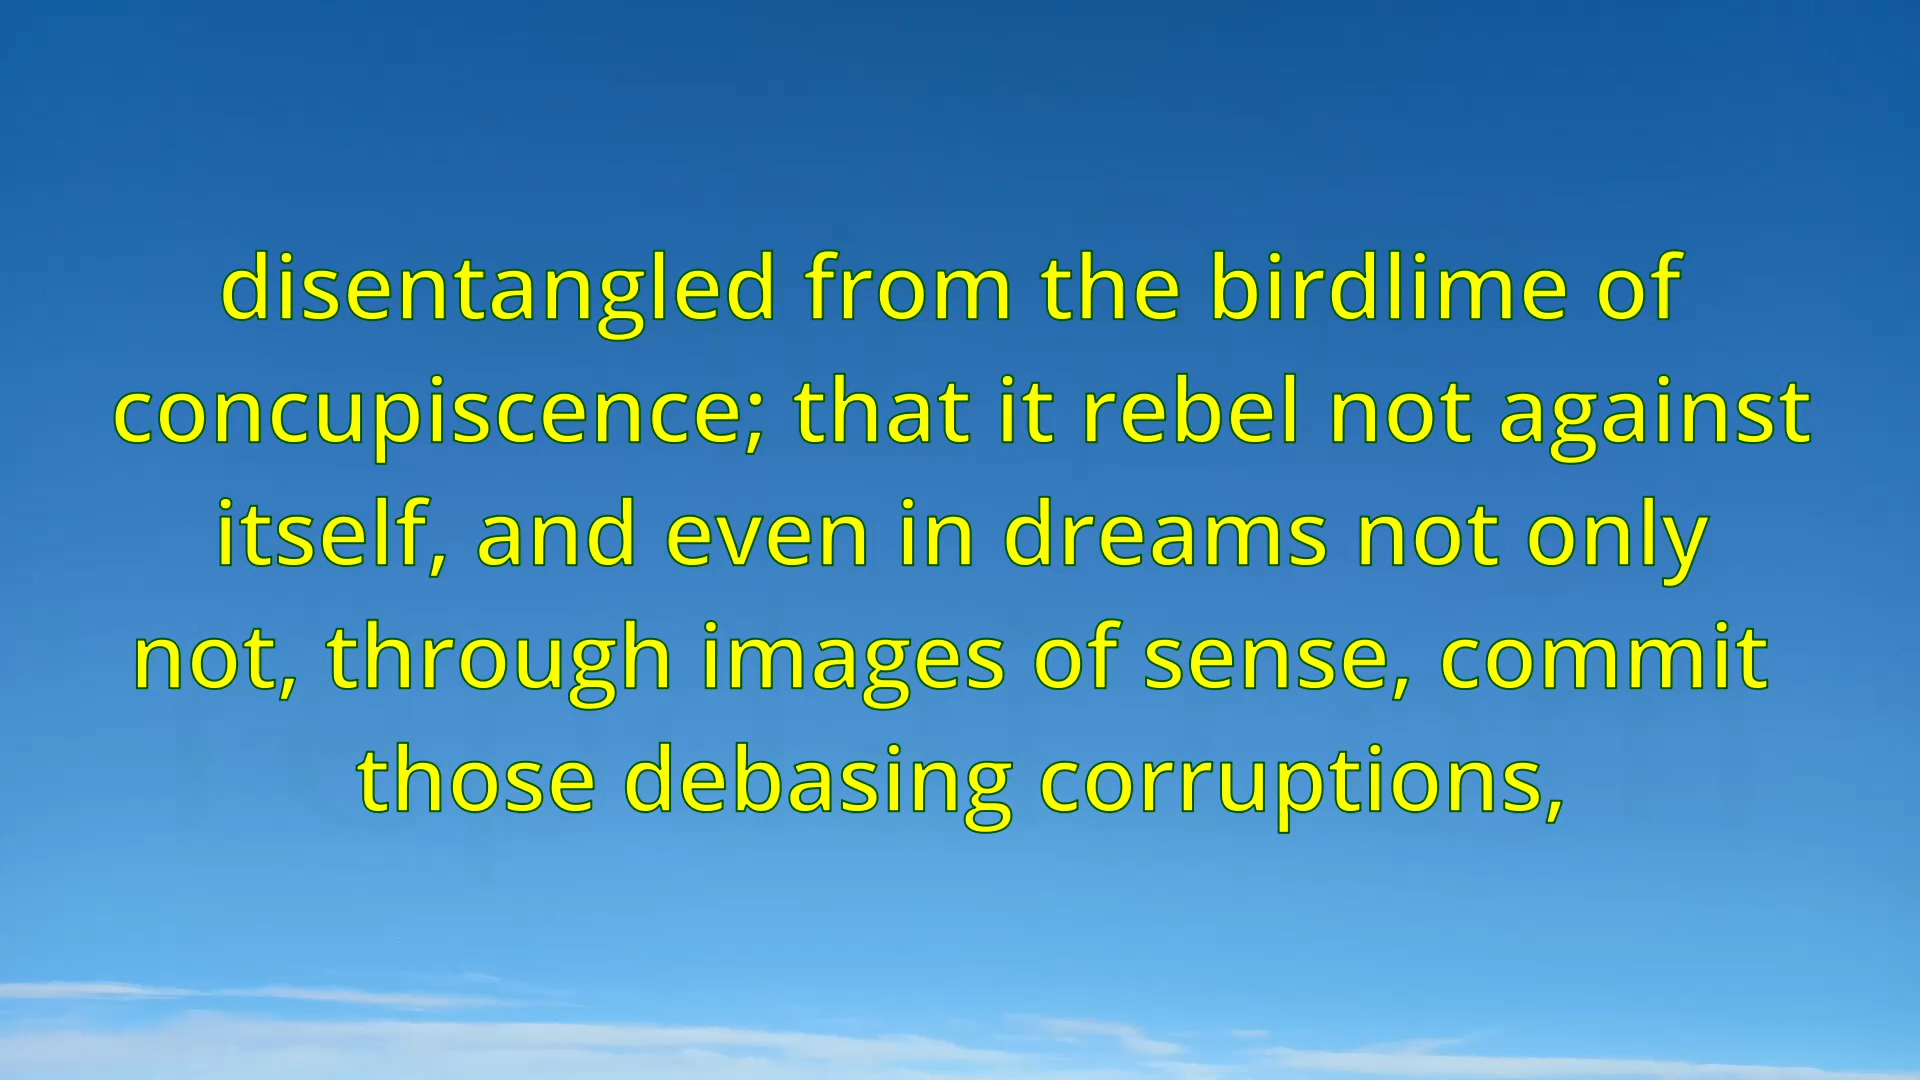 disentangled from the birdlime of
concupiscence; that it rebel not against
itself, and even in dreams not only
not, through images of sense, commit
those debasing corruptions,